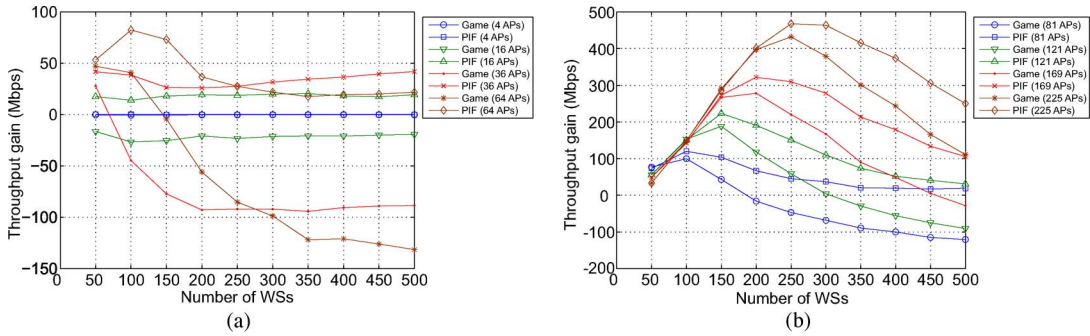 100
50
0
−50
−100
−150
Throughput gain (Mbps)
50 100 150 200 250 300 350 400 450 500
Number of WSs
Game (4 APs)
PIF (4 APs)
Game (16 APs)
PIF (16 APs)
Game (36 APs)
PIF (36 APs)
Game (64 APs)
PIF (64 APs)
(a)
500
400
300
200
100
0
-100
-200
Throughput gain (Mbps)
50 100 150 200 250 300 350 400 450 500
Number of WSs
Game (81 APs)
PIF (81 APs)
Game (121 APs)
PIF (121 APs)
Game (169 APs)
PIF (169 APs)
Game (225 APs)
PIF (225 APs)
(b)